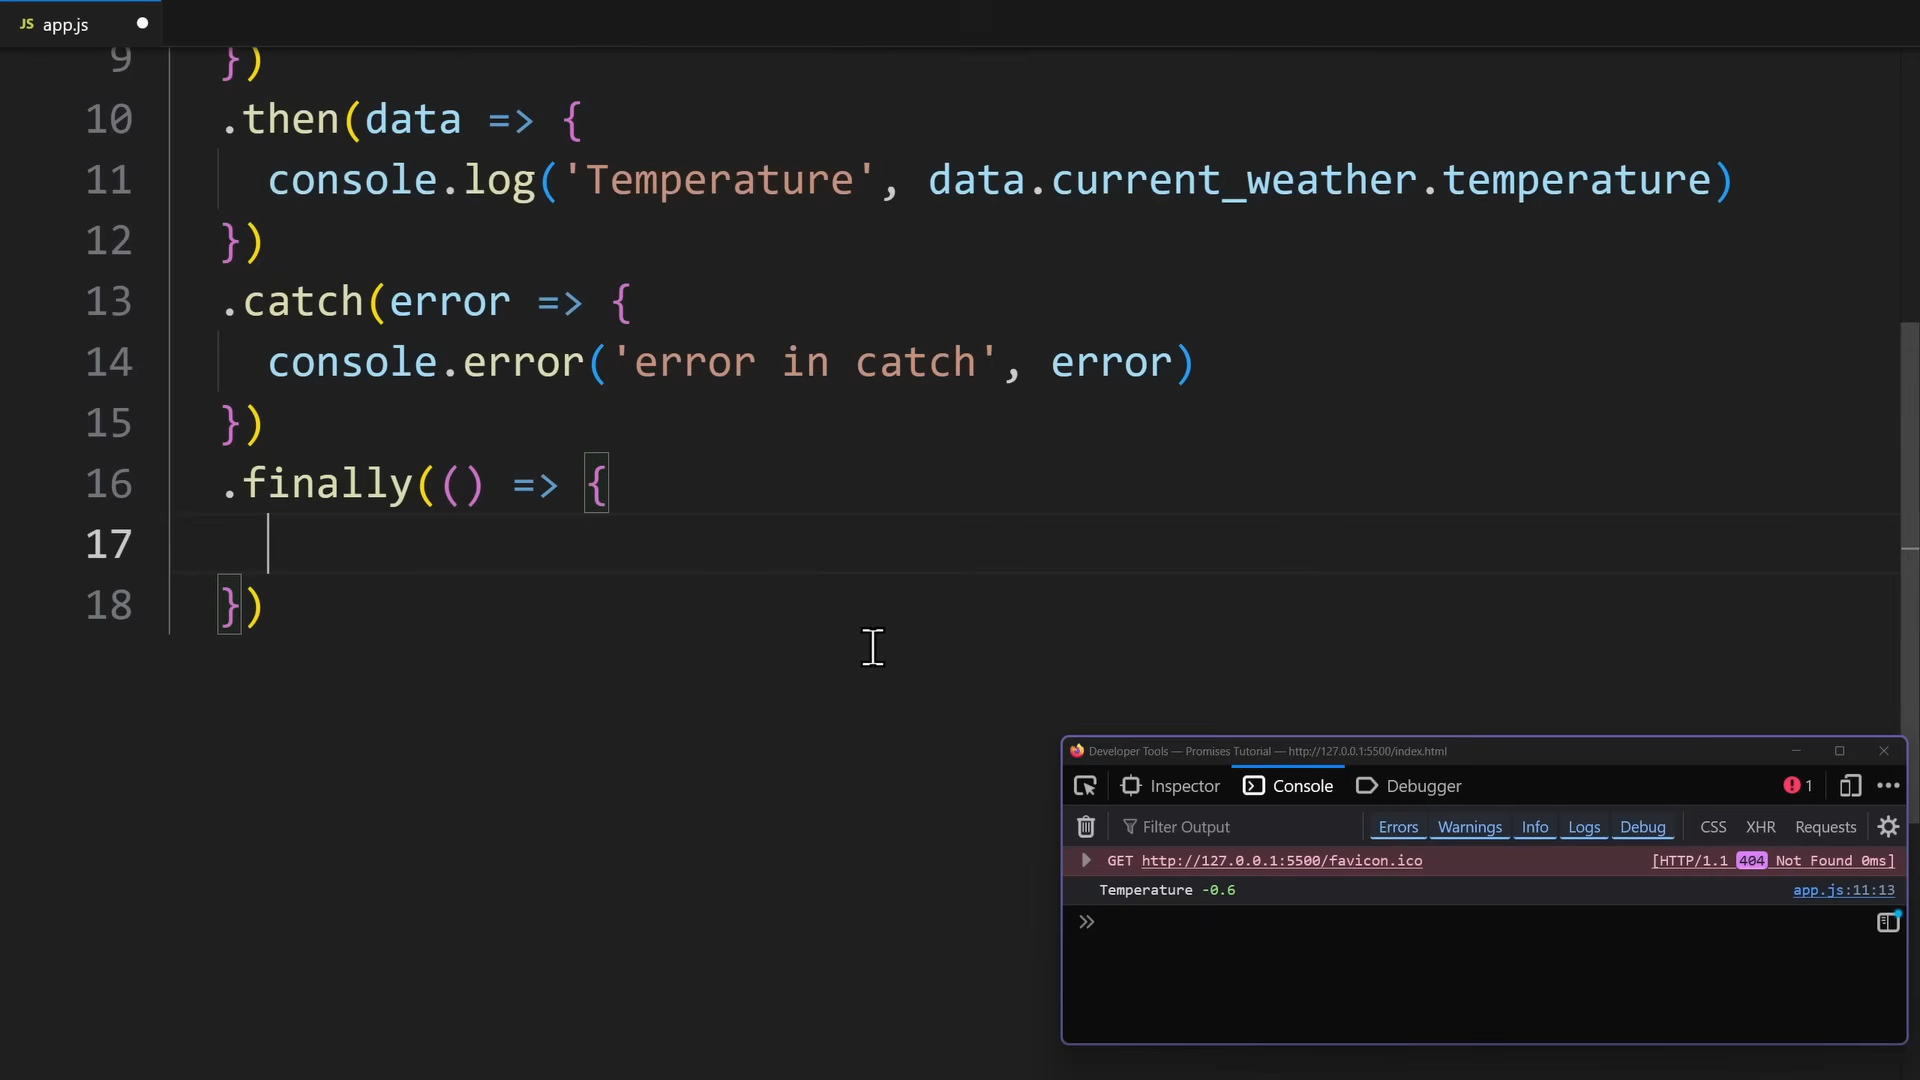 JS app.js
9 })
10 .then(data => {
11 console.log('Temperature', data.current_weather.temperature)
12 })
13 .catch(error => {
14 console.error('error in catch', error)
15 })
16 .finally(() => {
17
18 })
Developer Tools — Promises Tutorial — http://127.0.0.1:5500/index.html
Inspector Console Debugger 1
Filter Output Errors Warnings Info Logs Debug CSS XHR Requests
GET http://127.0.0.1:5500/favicon.ico [HTTP/1.1 404 Not Found 0ms]
Temperature -0.6 app.js:11:13